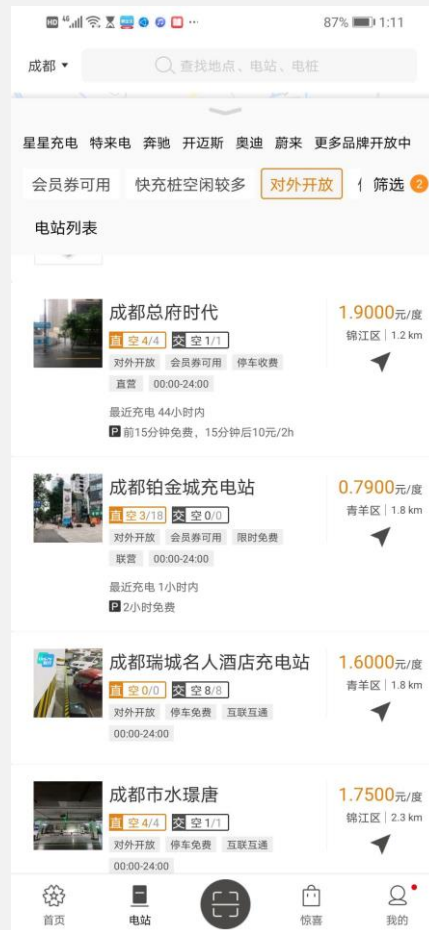 HD 4G 87% 1:11
成都 查找地点、电站、电桩
星星充电 特来电 奔驰 开迈斯 奥迪 蔚来 更多品牌开放中
会员券可用 快充桩空闲较多 对外开放 筛选 2
电站列表
成都总府时代 1.9000元/度
直 空4/4 交 空1/1 锦江区 1.2 km
对外开放 会员券可用 停车收费
直营 00:00-24:00
最近充电 44小时内
P 前15分钟免费，15分钟后10元/2h
成都铂金城充电站 0.7900元/度
直 空3/18 交 空0/0 青羊区 1.8 km
对外开放 会员券可用 限时免费
联营 00:00-24:00
最近充电 1小时内
P 2小时免费
成都瑞城名人酒店充电站 1.6000元/度
直 空0/0 交 空8/8 青羊区 1.8 km
对外开放 停车免费 互联互通
00:00-24:00
成都市水璟唐 1.7500元/度
直 空4/4 交 空1/1 锦江区 2.3 km
对外开放 停车免费 互联互通
00:00-24:00
首页 电站 惊喜 我的